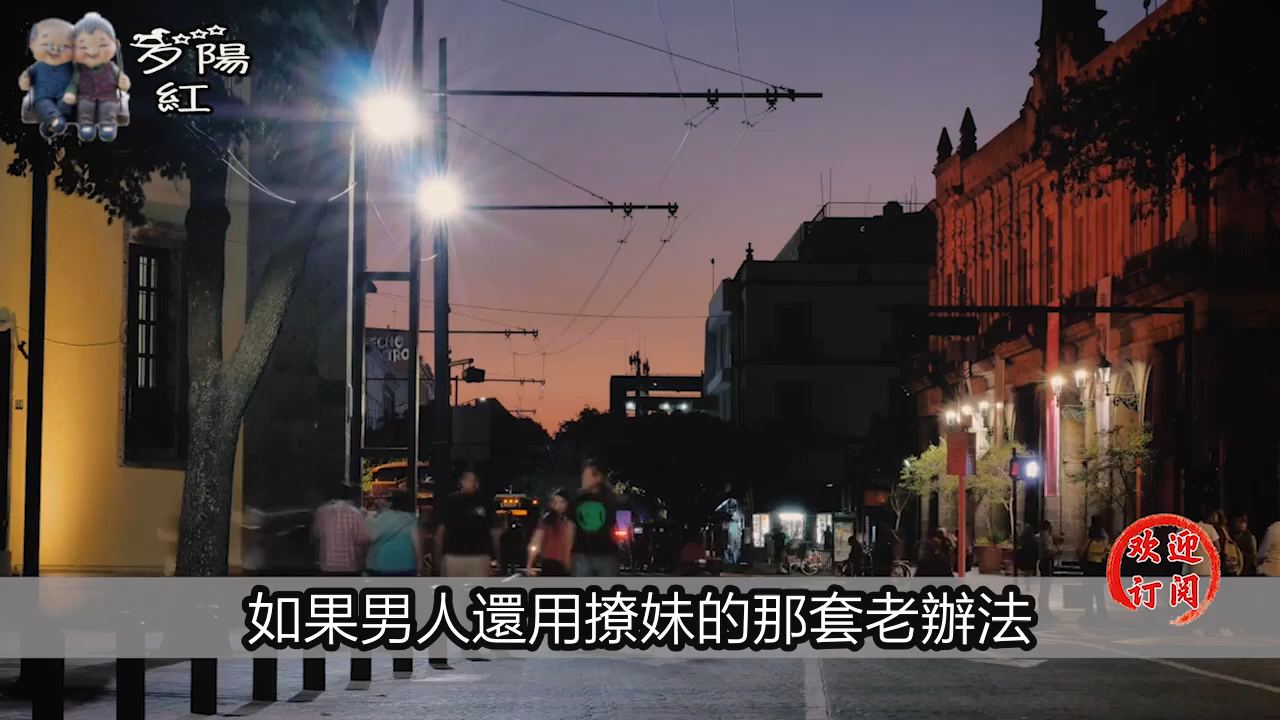 夕陽
紅
欢迎
订阅
如果男人還用撩妹的那套老辦法